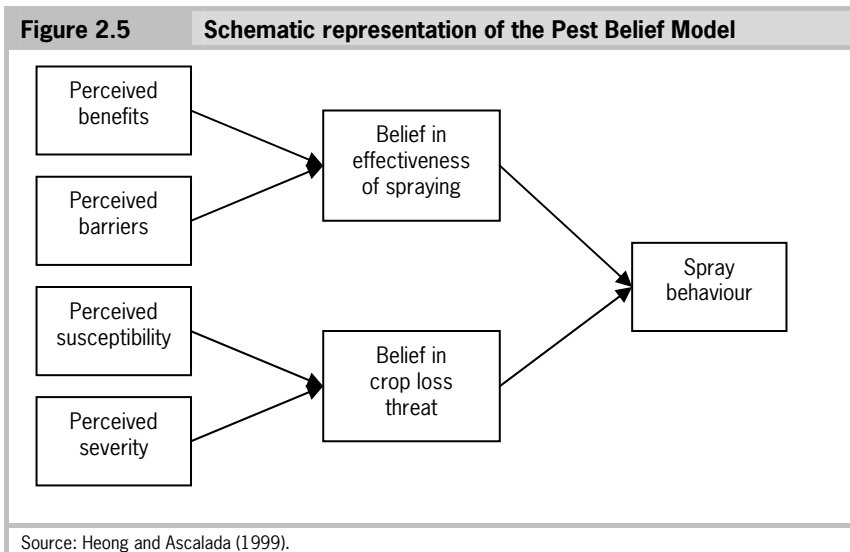 Figure 2.5 Schematic representation of the Pest Belief Model
Perceived
benefits
Perceived
barriers
Perceived
susceptibility
Perceived
severity
Belief in
effectiveness
of spraying
Belief in
crop loss
threat
Spray
behaviour
Source: Heong and Ascalada (1999).